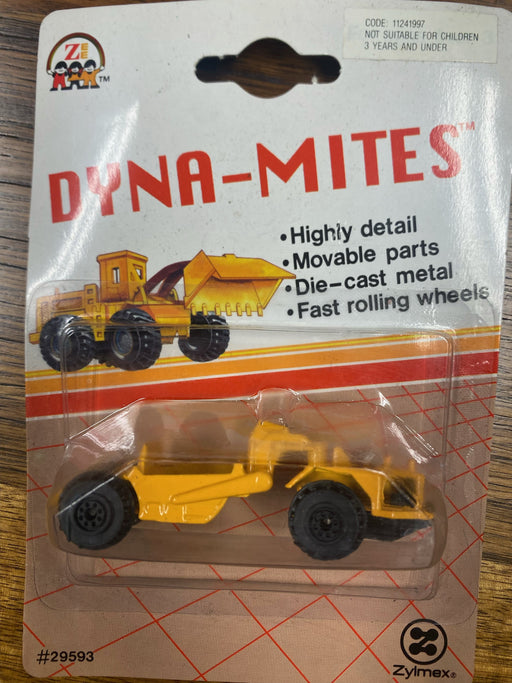 CODE: 11241997
NOT SUITABLE FOR CHILDREN
3 YEARS AND UNDER
ZEE
TM
DYNA-MITES™
•Highly detail
•Movable parts
•Die-cast metal
•Fast rolling wheels
#29593
Zylmex®